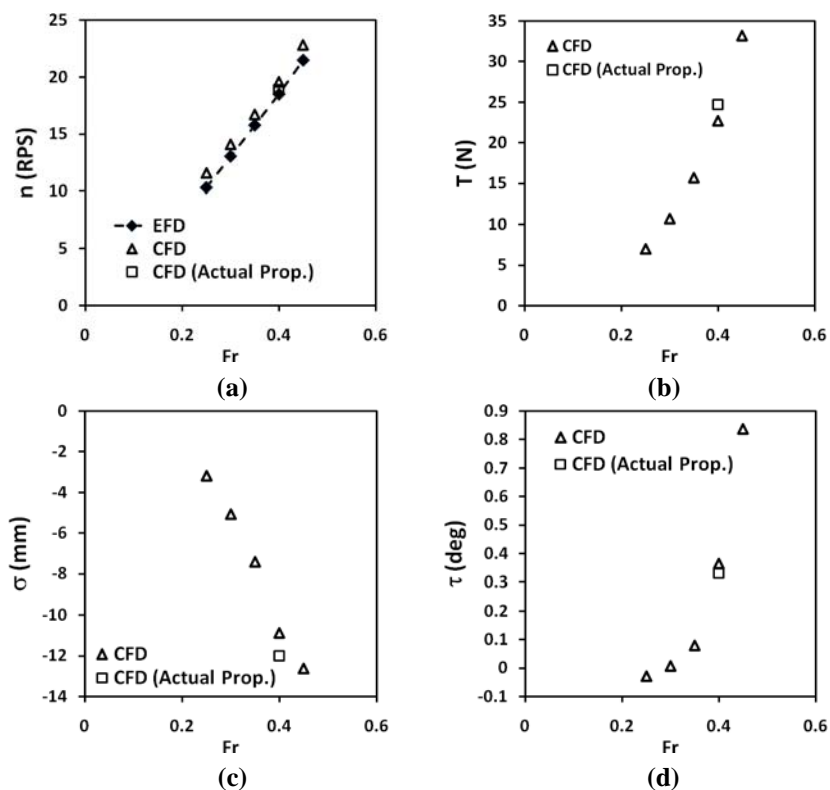 25
20
15
10
5
0
n (RPS)
EFD
CFD
CFD (Actual Prop.)
0 0.2 0.4 0.6
Fr
(a)
35
30
25
20
15
10
5
0
T (N)
CFD
CFD (Actual Prop.)
0 0.2 0.4 0.6
Fr
(b)
0
-2
-4
-6
-8
-10
-12
-14
σ (mm)
CFD
CFD (Actual Prop.)
0 0.2 0.4 0.6
Fr
(c)
0.9
0.8
0.7
0.6
0.5
0.4
0.3
0.2
0.1
0
-0.1
τ (deg)
CFD
CFD (Actual Prop.)
0 0.2 0.4 0.6
Fr
(d)